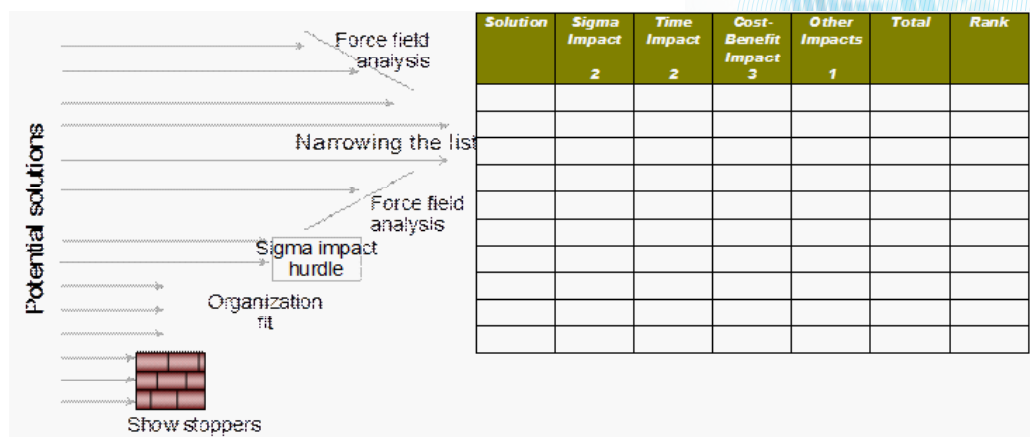 Potential solutions
Force field
analysis
Narrowing the list
Force field
analysis
Sigma impact
hurdle
Organization
fit
Show stoppers
Solution
Sigma
Impact
2
Time
Impact
2
Cost-
Benefit
Impact
3
Other
Impacts
1
Total
Rank